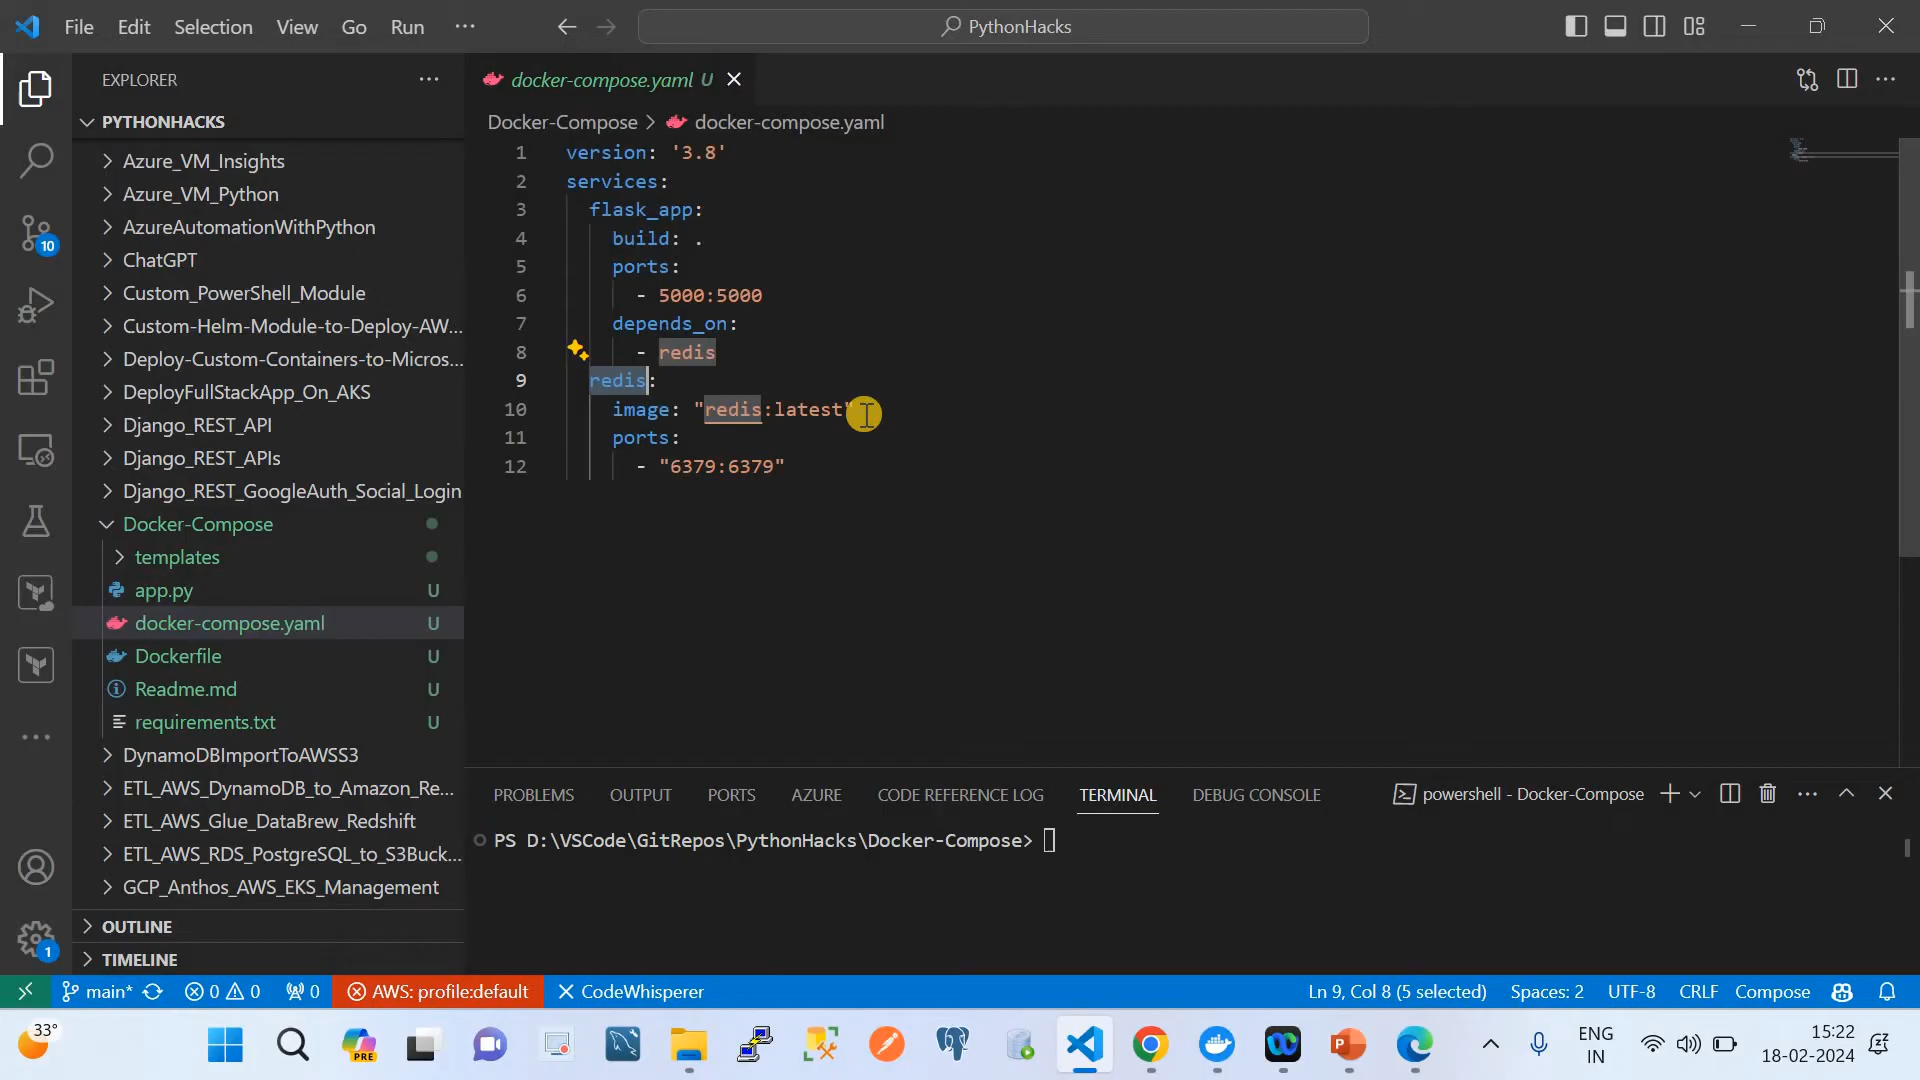 File Edit Selection View Go Run ···
PythonHacks
EXPLORER
PYTHONHACKS
Azure_VM_Insights
Azure_VM_Python
AzureAutomationWithPython
ChatGPT
Custom_PowerShell_Module
Custom-Helm-Module-to-Deploy-AW...
Deploy-Custom-Containers-to-Micros...
DeployFullStackApp_On_AKS
Django_REST_API
Django_REST_APIs
Django_REST_GoogleAuth_Social_Login
Docker-Compose
templates
app.py U
docker-compose.yaml U
Dockerfile U
Readme.md U
requirements.txt U
DynamoDBImportToAWSS3
ETL_AWS_DynamoDB_to_Amazon_Re...
ETL_AWS_Glue_DataBrew_Redshift
ETL_AWS_RDS_PostgreSQL_to_S3Buck...
GCP_Anthos_AWS_EKS_Management
OUTLINE
TIMELINE
10
1
docker-compose.yaml U
Docker-Compose > docker-compose.yaml
1 version: '3.8'
2 services:
3 flask_app:
4 build: .
5 ports:
6 - 5000:5000
7 depends_on:
8 - redis
9 redis:
10 image: "redis:latest"
11 ports:
12 - "6379:6379"
PROBLEMS OUTPUT PORTS AZURE CODE REFERENCE LOG TERMINAL DEBUG CONSOLE
powershell - Docker-Compose
PS D:\VSCode\GitRepos\PythonHacks\Docker-Compose>
main* 0 0 0 AWS: profile:default CodeWhisperer
Ln 9, Col 8 (5 selected) Spaces: 2 UTF-8 CRLF Compose
33°
PRE
ENG
IN
15:22
18-02-2024